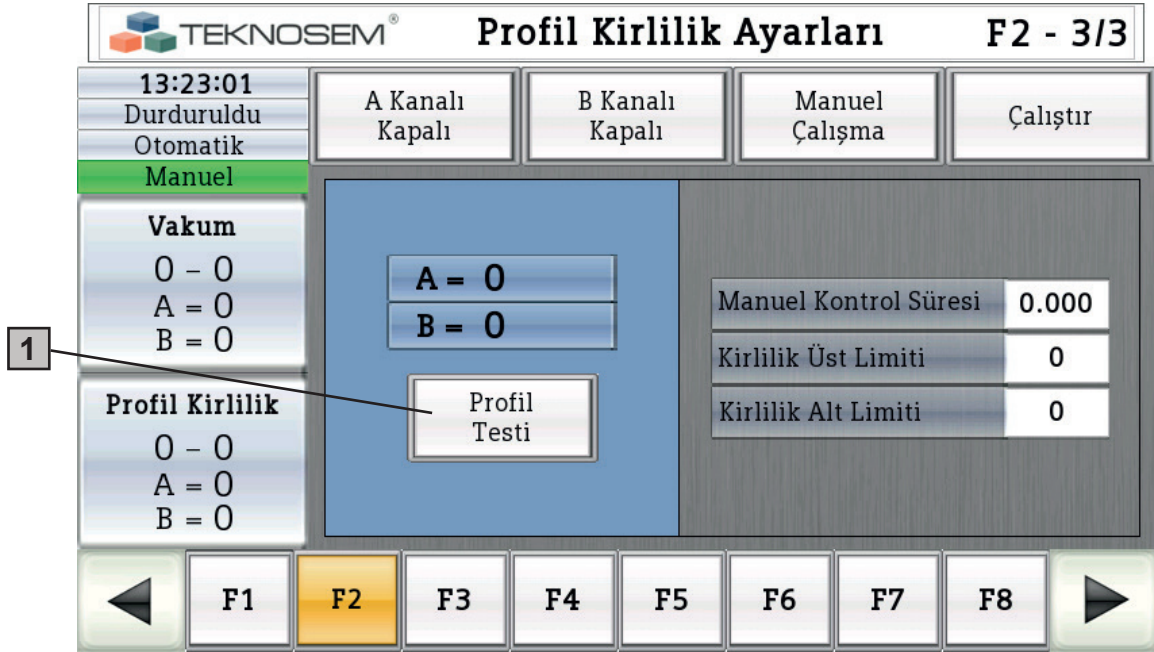 TEKNOSEM®
Profil Kirlilik Ayarları
F2 - 3/3
13:23:01
Durduruldu
Otomatik
Manuel
A Kanalı
Kapalı
B Kanalı
Kapalı
Manuel
Çalışma
Çalıştır
Vakum
0 - 0
A = 0
B = 0
Profil Kirlilik
0 - 0
A = 0
B = 0
1
A = 0
B = 0
Profil
Testi
Manuel Kontrol Süresi 0.000
Kirlilik Üst Limiti 0
Kirlilik Alt Limiti 0
F1 F2 F3 F4 F5 F6 F7 F8